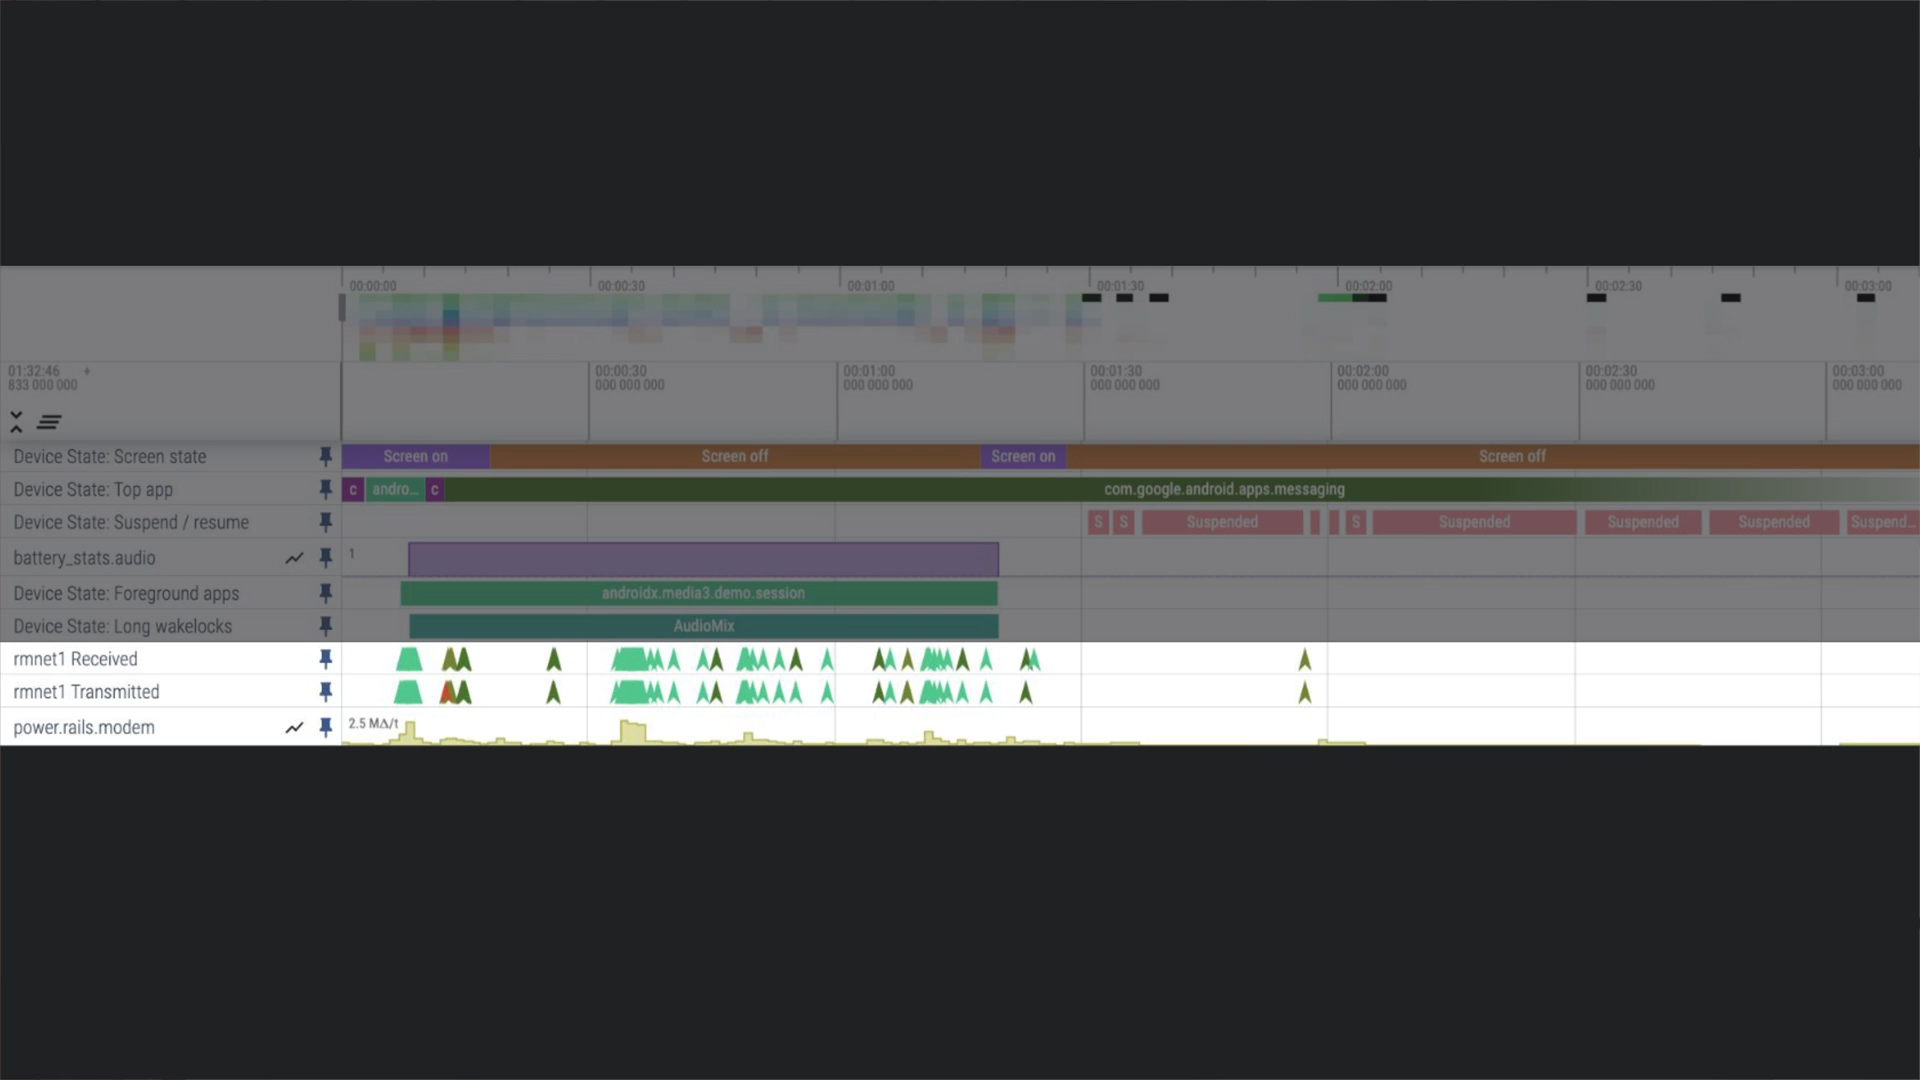 00:00:00 00:00:30 00:01:00 00:01:30 00:02:00 00:02:30 00:03:00
01:32:46 + 00:00:30 00:01:00 00:01:30 00:02:00 00:02:30 00:03:00
833 000 000 000 000 000 000 000 000 000 000 000 000 000 000 000 000 000 000 000 000
Device State: Screen state Screen on Screen off Screen on Screen off
Device State: Top app c andro... c com.google.android.apps.messaging
Device State: Suspend / resume S S Suspended S Suspended Suspended Suspended Suspend...
battery_stats.audio 1
Device State: Foreground apps androidx.media3.demo.session
Device State: Long wakelocks AudioMix
rmnet1 Received
rmnet1 Transmitted
power.rails.modem 2.5 MΔ/t